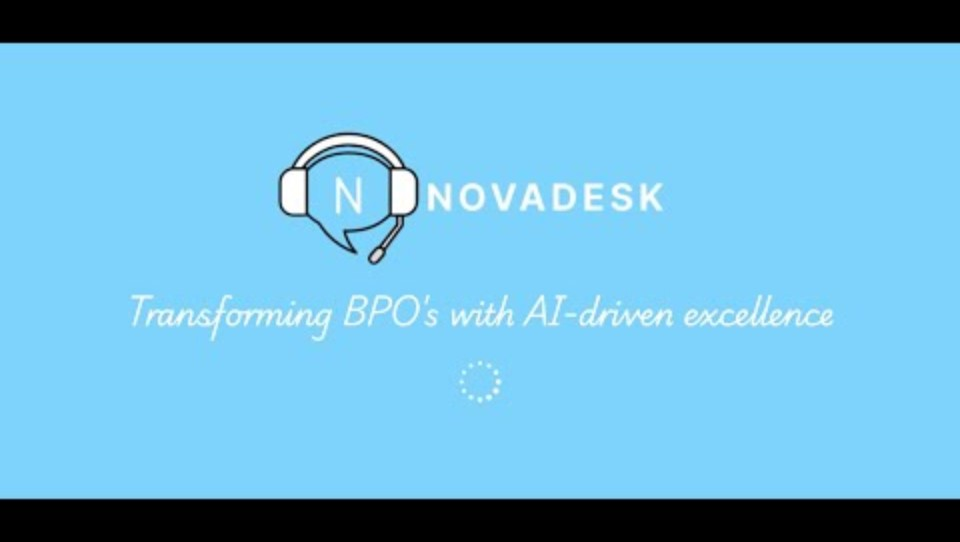 N NOVADESK
Transforming BPO's with AI-driven excellence